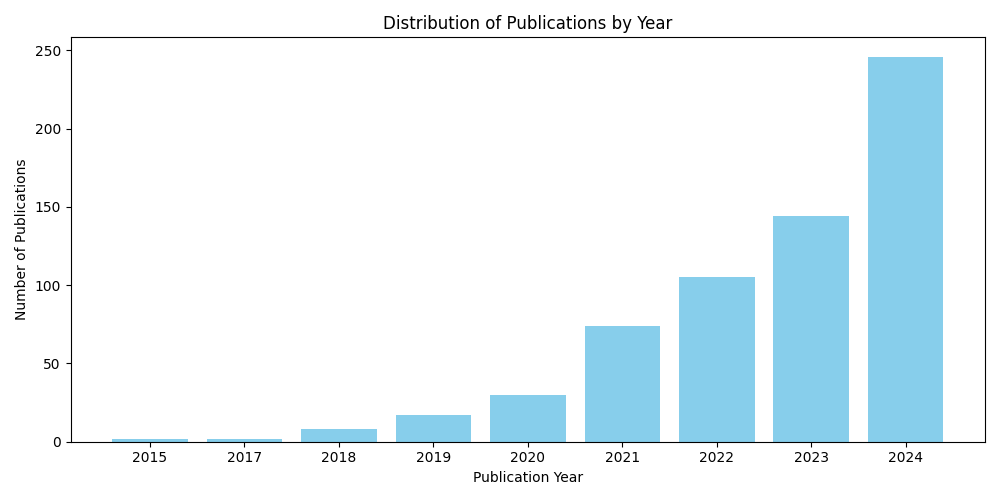 Distribution of Publications by Year
Number of Publications
250
200
150
100
50
0
2015 2017 2018 2019 2020 2021 2022 2023 2024
Publication Year